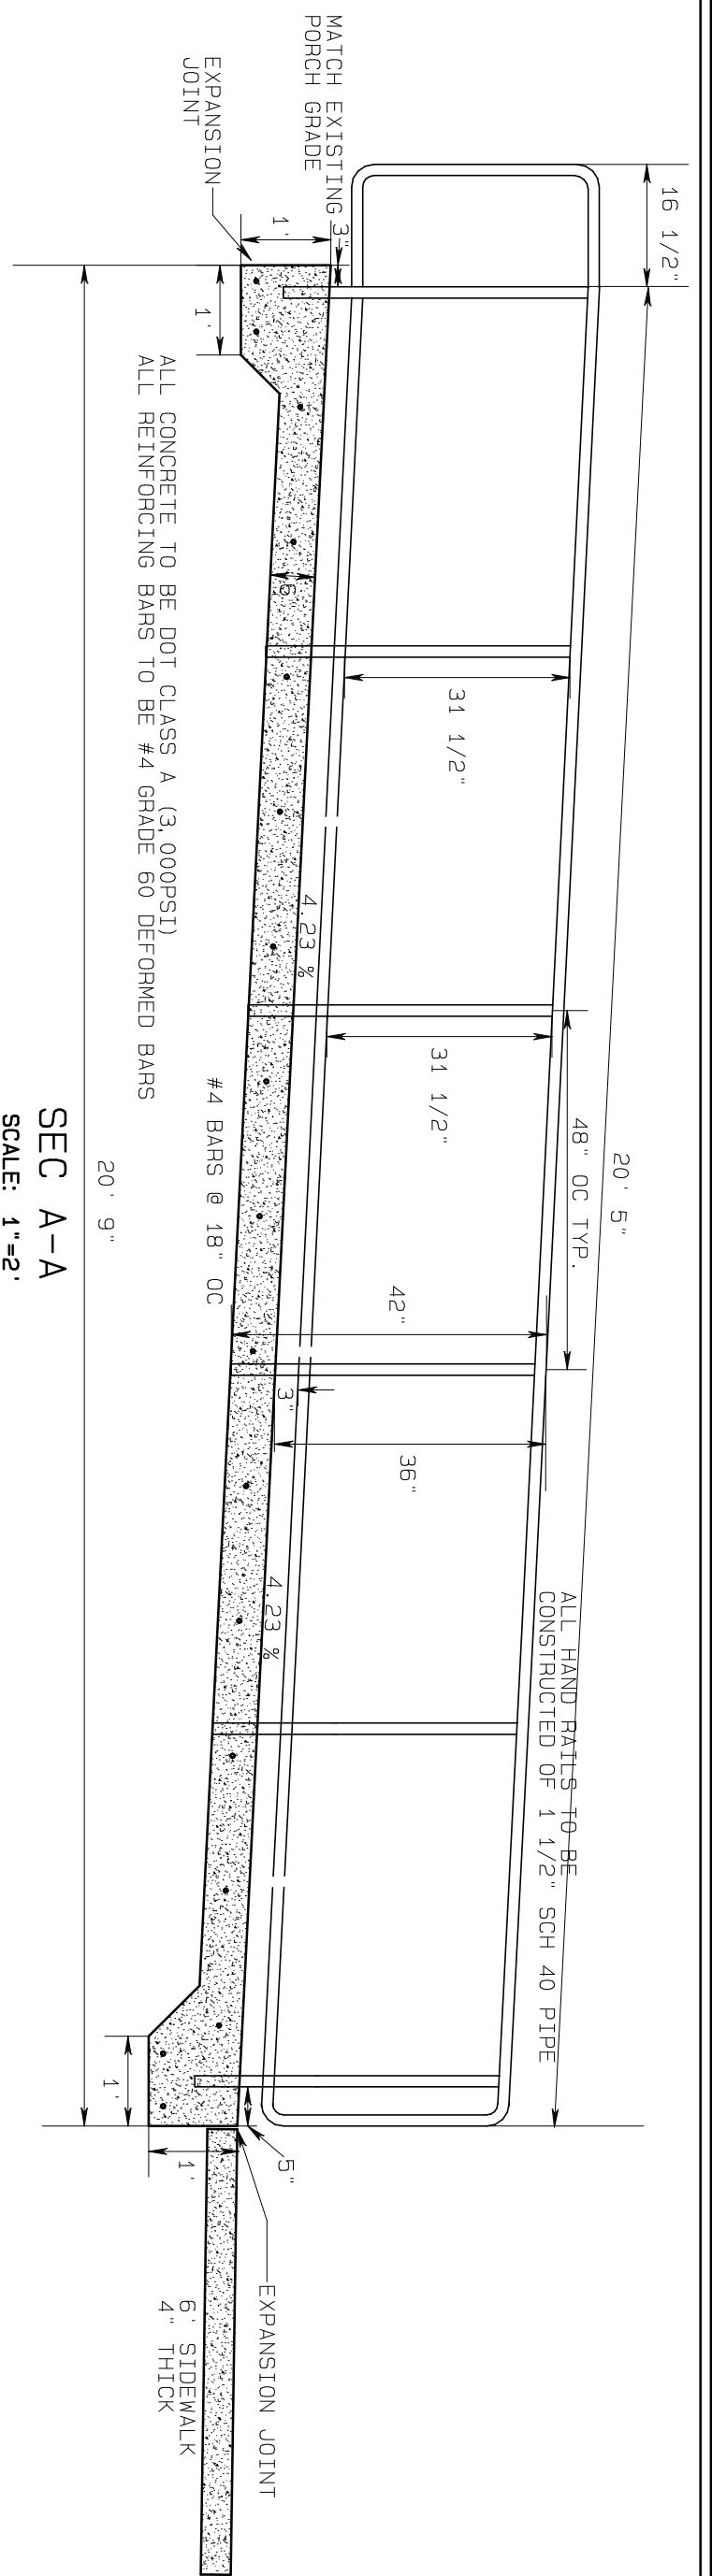 16 1/2"
20' 5"
MATCH EXISTING
PORCH GRADE
3"
EXPANSION
JOINT
1'
1'
6"
31 1/2"
31 1/2"
48" OC TYP.
4.23 %
42"
3"
36"
4.23 %
ALL HAND RAILS TO BE
CONSTRUCTED OF 1 1/2" SCH 40 PIPE
ALL CONCRETE TO BE DOT CLASS A (3,000PSI)
ALL REINFORCING BARS TO BE #4 GRADE 60 DEFORMED BARS
#4 BARS @ 18" OC
1'
1'
5"
EXPANSION JOINT
6' SIDEWALK
4" THICK
20' 9"
SEC A-A
SCALE: 1"=2'